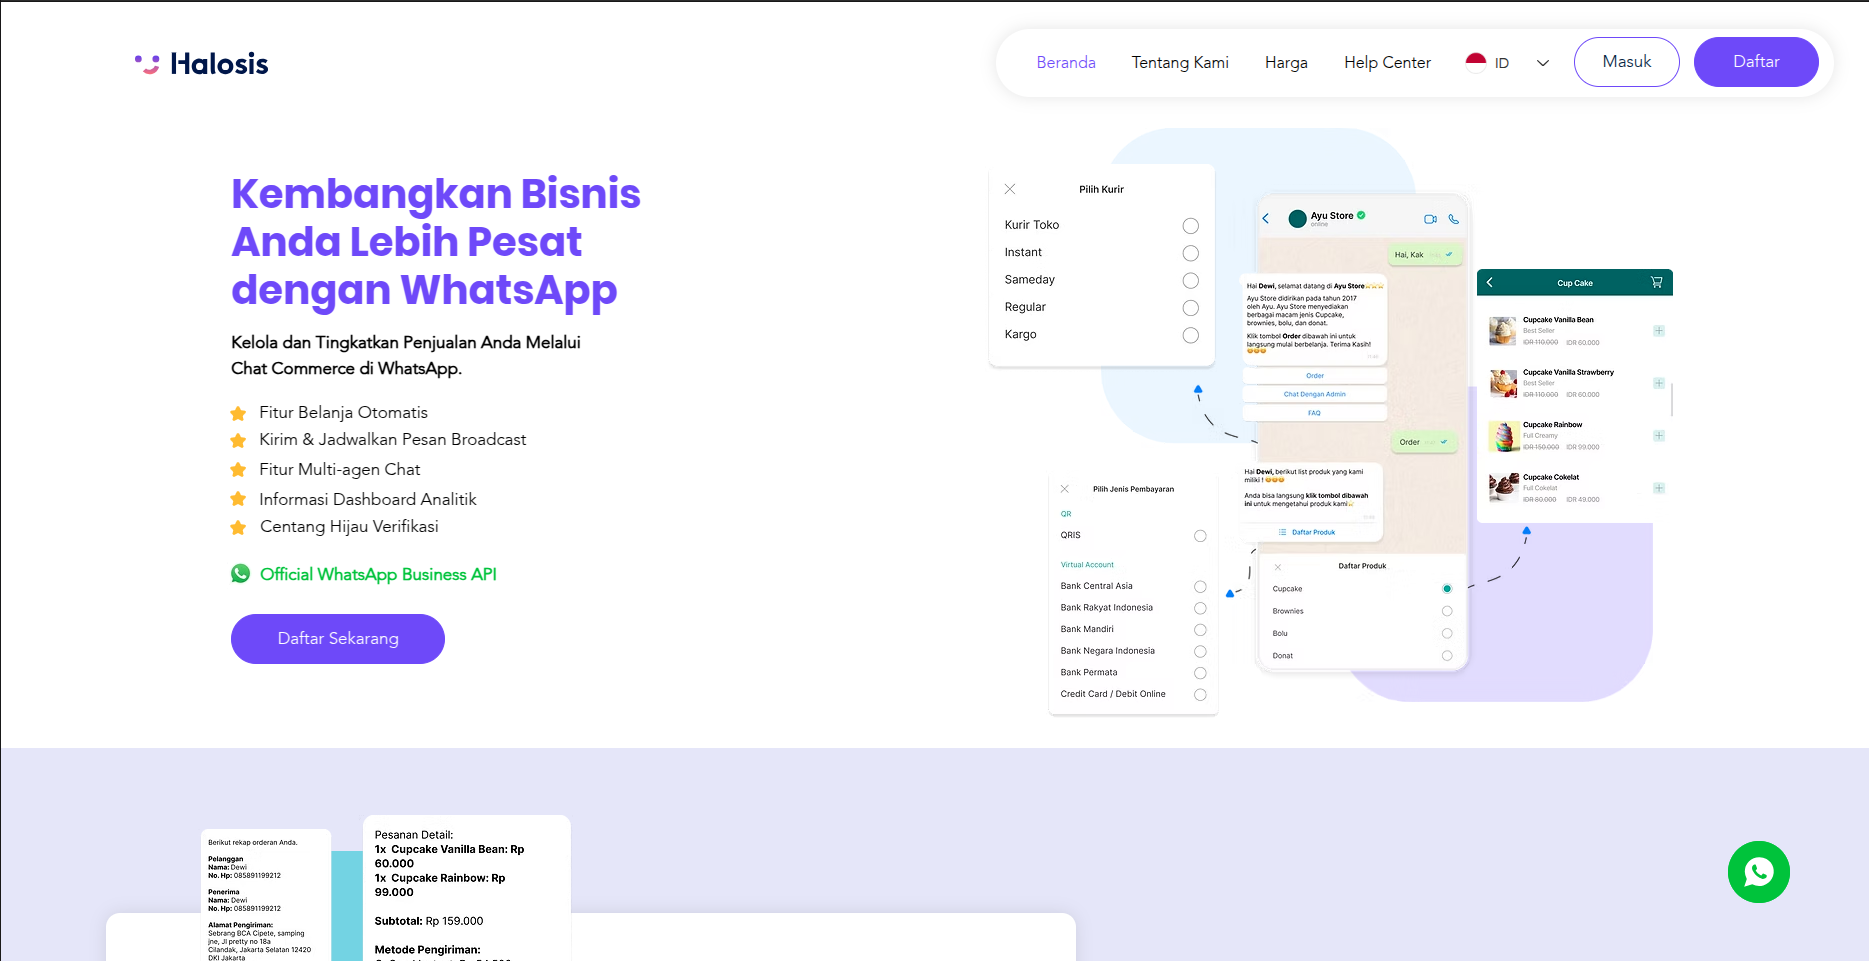 Halosis
Beranda
Tentang Kami
Harga
Help Center
ID
Masuk
Daftar
Kembangkan Bisnis
Anda Lebih Pesat
dengan WhatsApp
Kelola dan Tingkatkan Penjualan Anda Melalui
Chat Commerce di WhatsApp.
Fitur Belanja Otomatis
Kirim & Jadwalkan Pesan Broadcast
Fitur Multi-agen Chat
Informasi Dashboard Analitik
Centang Hijau Verifikasi
Official WhatsApp Business API
Daftar Sekarang
Pilih Kurir
Kurir Toko
Instant
Sameday
Regular
Kargo
Ayu Store
online
Hai, Kak
Hai Dewi, selamat datang di Ayu Store
Ayu Store didirikan pada tahun 2017
oleh Ayu. Ayu Store menyediakan
berbagai macam jenis Cupcake,
brownies, bolu, dan donat.
Klik tombol Order dibawah ini untuk
langsung mulai berbelanja. Terima Kasih!
Order
Chat Dengan Admin
FAQ
Order
Hai Dewi, berikut list produk yang kami
miliki !
Anda bisa langsung klik tombol dibawah
ini untuk mengetahui produk kami
Daftar Produk
Daftar Produk
Cupcake
Brownies
Bolu
Donat
Cup Cake
Cupcake Vanilla Bean
Best Seller
IDR 110.000 IDR 60.000
Cupcake Vanilla Strawberry
Best Seller
IDR 110.000 IDR 60.000
Cupcake Rainbow
Full Creamy
IDR 150.000 IDR 99.000
Cupcake Cokelat
Full Cokelat
IDR 80.000 IDR 49.000
Pilih Jenis Pembayaran
QR
QRIS
Virtual Account
Bank Central Asia
Bank Rakyat Indonesia
Bank Mandiri
Bank Negara Indonesia
Bank Permata
Credit Card / Debit Online
Berikut rekap orderan Anda.
Pelanggan
Nama: Dewi
No. Hp: 085891199212
Penerima
Nama: Dewi
No. Hp: 085891199212
Alamat Pengiriman:
Sebrang BCA Cipete, samping
jne, Jl pretty no 18a
Cilandak, Jakarta Selatan 12420
DKI Jakarta
Pesanan Detail:
1x Cupcake Vanilla Bean: Rp
60.000
1x Cupcake Rainbow: Rp
99.000
Subtotal: Rp 159.000
Metode Pengiriman: